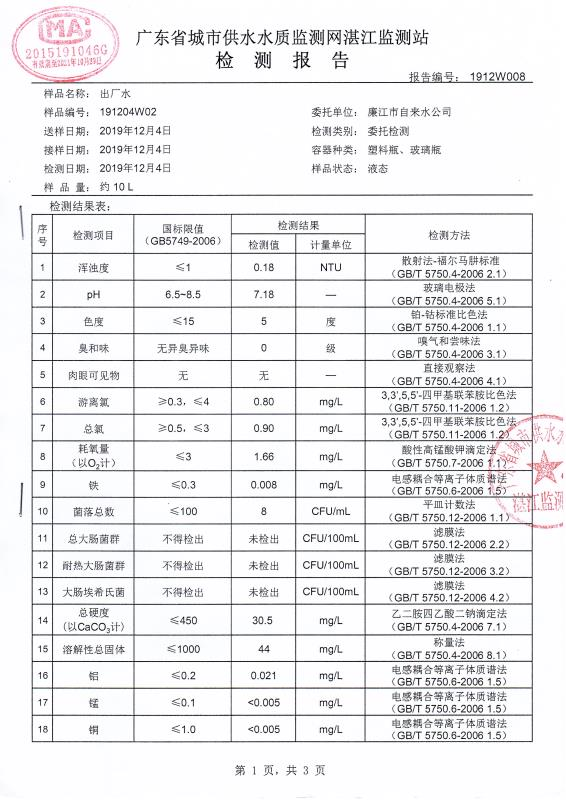 MA
2015191046G
有效期至2021年10月29日
广东省城市供水水质监测网湛江监测站
检 测 报 告
报告编号： 1912W008
样品名称： 出厂水
样品编号： 191204W02 委托单位： 廉江市自来水公司
送样日期： 2019年12月4日 检测类别： 委托检测
接样日期： 2019年12月4日 容器种类： 塑料瓶、玻璃瓶
检测日期： 2019年12月4日 样品状态： 液态
样 品 量： 约 10 L
检测结果表：
序号 检测项目 国标限值（GB5749-2006） 检测结果 检测方法
检测值 计量单位
1 浑浊度 ≤1 0.18 NTU 散射法-福尔马肼标准（GB/T 5750.4-2006 2.1）
2 pH 6.5~8.5 7.18 — 玻璃电极法（GB/T 5750.4-2006 5.1）
3 色度 ≤15 5 度 铂-钴标准比色法（GB/T 5750.4-2006 1.1）
4 臭和味 无异臭异味 0 级 嗅气和尝味法（GB/T 5750.4-2006 3.1）
5 肉眼可见物 无 无 — 直接观察法（GB/T 5750.4-2006 4.1）
6 游离氯 ≥0.3，≤4 0.80 mg/L 3,3',5,5'-四甲基联苯胺比色法（GB/T 5750.11-2006 1.2）
7 总氯 ≥0.5，≤3 0.90 mg/L 3,3',5,5'-四甲基联苯胺比色法（GB/T 5750.11-2006 1.2）
8 耗氧量（以O₂计） ≤3 1.66 mg/L 酸性高锰酸钾滴定法（GB/T 5750.7-2006 1.1）
9 铁 ≤0.3 0.008 mg/L 电感耦合等离子体质谱法（GB/T 5750.6-2006 1.5）
10 菌落总数 ≤100 8 CFU/mL 平皿计数法（GB/T 5750.12-2006 1.1）
11 总大肠菌群 不得检出 未检出 CFU/100mL 滤膜法（GB/T 5750.12-2006 2.2）
12 耐热大肠菌群 不得检出 未检出 CFU/100mL 滤膜法（GB/T 5750.12-2006 3.2）
13 大肠埃希氏菌 不得检出 未检出 CFU/100mL 滤膜法（GB/T 5750.12-2006 4.2）
14 总硬度（以CaCO₃计） ≤450 30.5 mg/L 乙二胺四乙酸二钠滴定法（GB/T 5750.4-2006 7.1）
15 溶解性总固体 ≤1000 44 mg/L 称量法（GB/T 5750.4-2006 8.1）
16 铝 ≤0.2 0.021 mg/L 电感耦合等离子体质谱法（GB/T 5750.6-2006 1.5）
17 锰 ≤0.1 <0.005 mg/L 电感耦合等离子体质谱法（GB/T 5750.6-2006 1.5）
18 铜 ≤1.0 <0.005 mg/L 电感耦合等离子体质谱法（GB/T 5750.6-2006 1.5）
省城市供水水
湛江监测
第 1 页，共 3 页